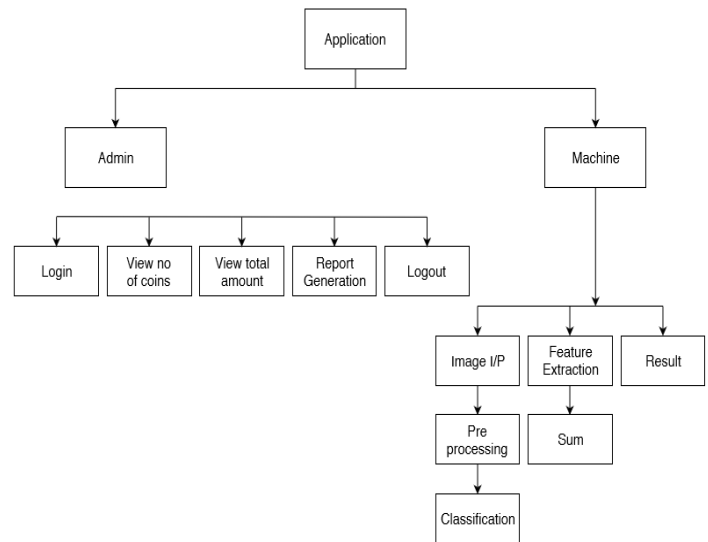 Application
Admin
Machine
Login
View no
of coins
View total
amount
Report
Generation
Logout
Image I/P
Feature
Extraction
Result
Pre
processing
Sum
Classification